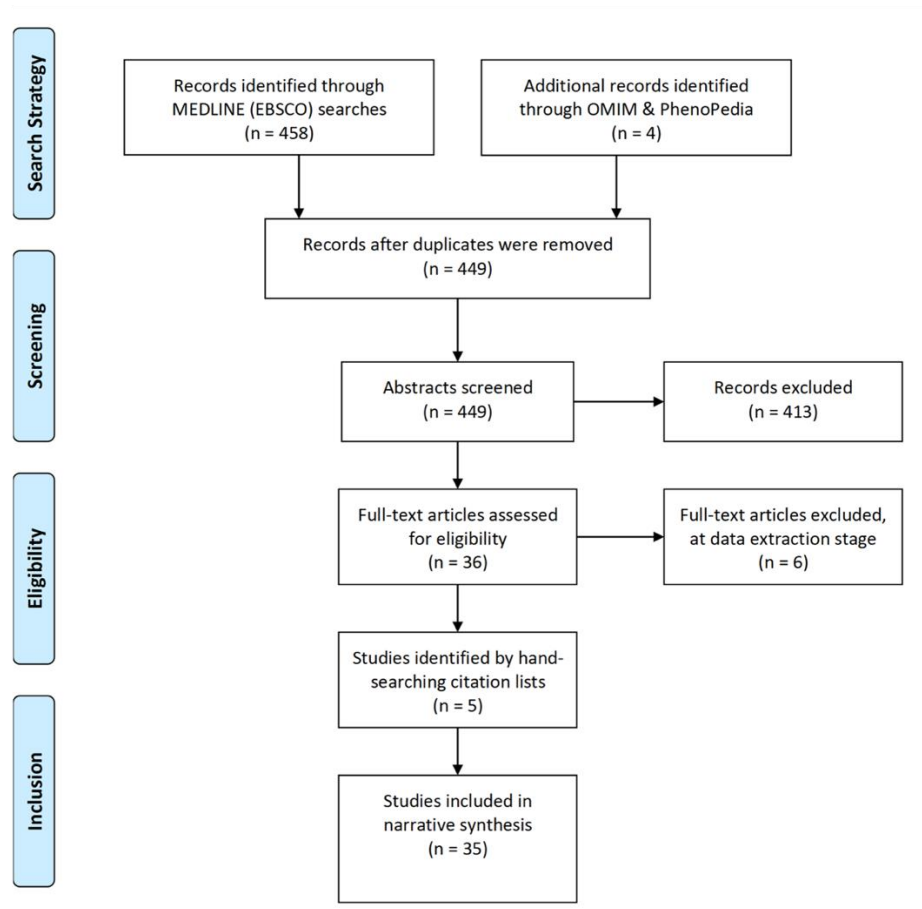 Search Strategy
Records identified through
MEDLINE (EBSCO) searches
(n = 458)
Additional records identified
through OMIM & PhenoPedia
(n = 4)
Records after duplicates were removed
(n = 449)
Screening
Abstracts screened
(n = 449)
Records excluded
(n = 413)
Eligibility
Full-text articles assessed
for eligibility
(n = 36)
Full-text articles excluded,
at data extraction stage
(n = 6)
Studies identified by hand-
searching citation lists
(n = 5)
Inclusion
Studies included in
narrative synthesis
(n = 35)